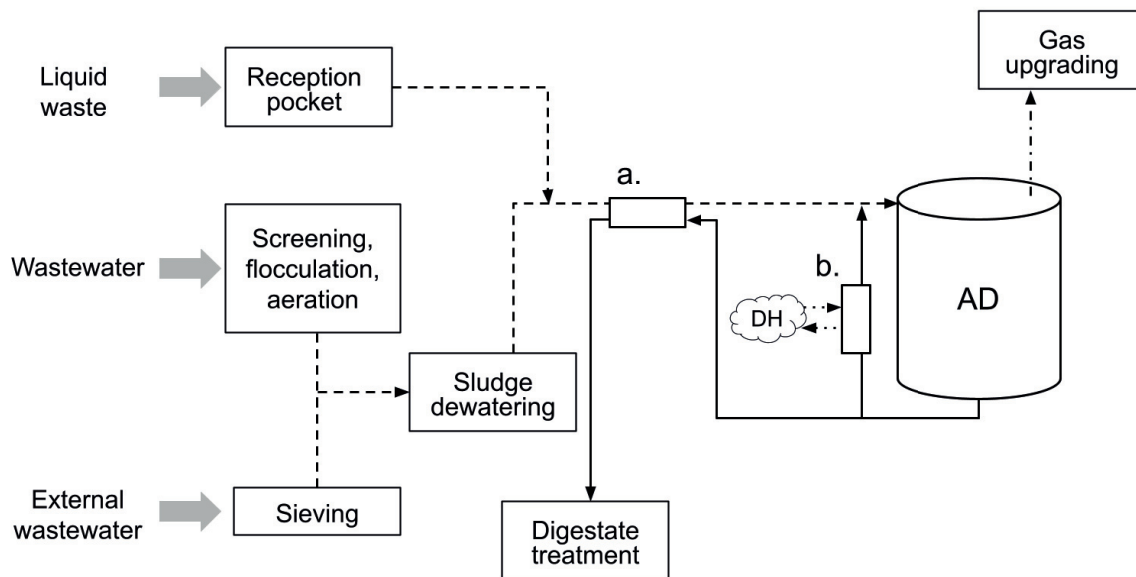 Gas
upgrading
Liquid
waste
Reception
pocket
a.
Wastewater
Screening,
flocculation,
aeration
b.
DH
AD
Sludge
dewatering
External
wastewater
Sieving
Digestate
treatment